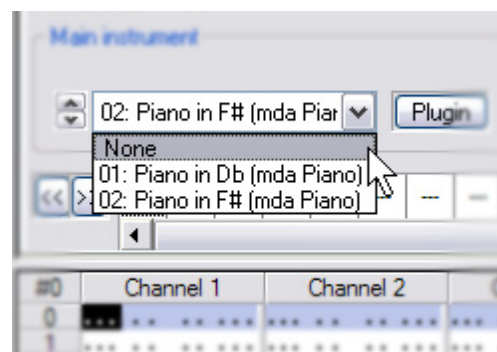 Main instrument
02: Piano in F# (mda Piar
Plugin
None
01: Piano in Db (mda Piano)
02: Piano in F# (mda Piano)
<< >
--- ---
#0 Channel 1 Channel 2
0
1